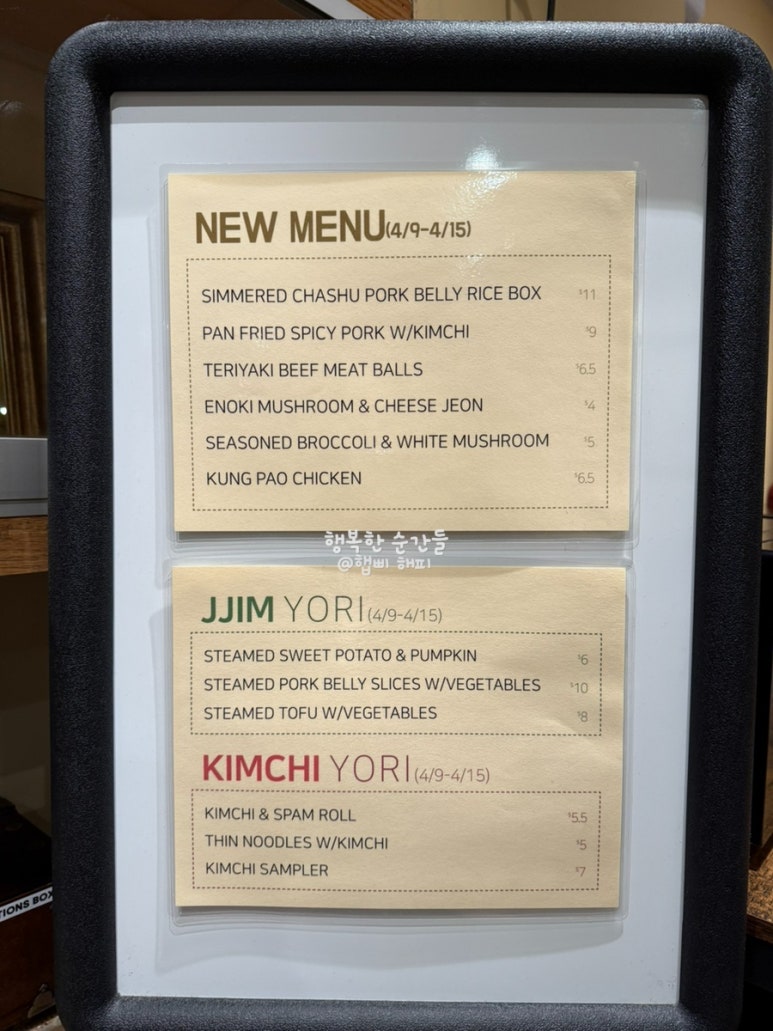 NEW MENU(4/9-4/15)
SIMMERED CHASHU PORK BELLY RICE BOX $11
PAN FRIED SPICY PORK W/KIMCHI $9
TERIYAKI BEEF MEAT BALLS $6.5
ENOKI MUSHROOM & CHEESE JEON $4
SEASONED BROCCOLI & WHITE MUSHROOM $5
KUNG PAO CHICKEN $6.5
행복한 순간들
@햅삐 해피
JJIM YORI(4/9-4/15)
STEAMED SWEET POTATO & PUMPKIN $6
STEAMED PORK BELLY SLICES W/VEGETABLES $10
STEAMED TOFU W/VEGETABLES $8
KIMCHI YORI(4/9-4/15)
KIMCHI & SPAM ROLL $5.5
THIN NOODLES W/KIMCHI $5
KIMCHI SAMPLER $7
TIONS BOX